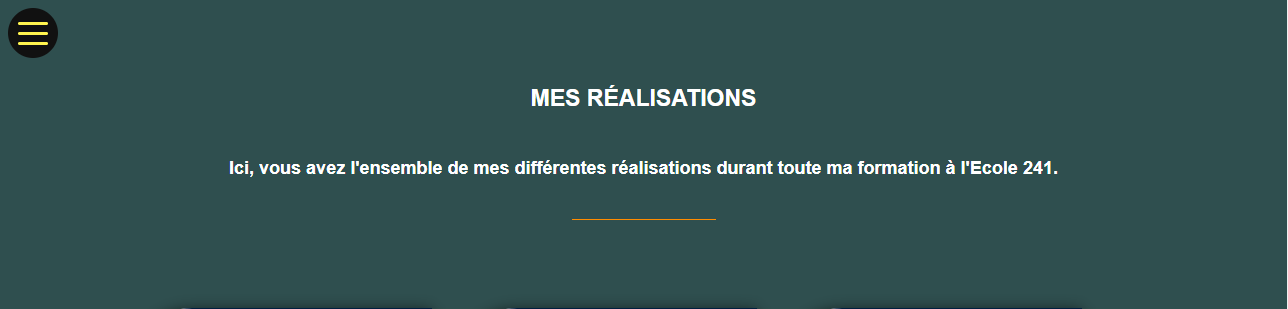 MES RÉALISATIONS
Ici, vous avez l'ensemble de mes différentes réalisations durant toute ma formation à l'Ecole 241.